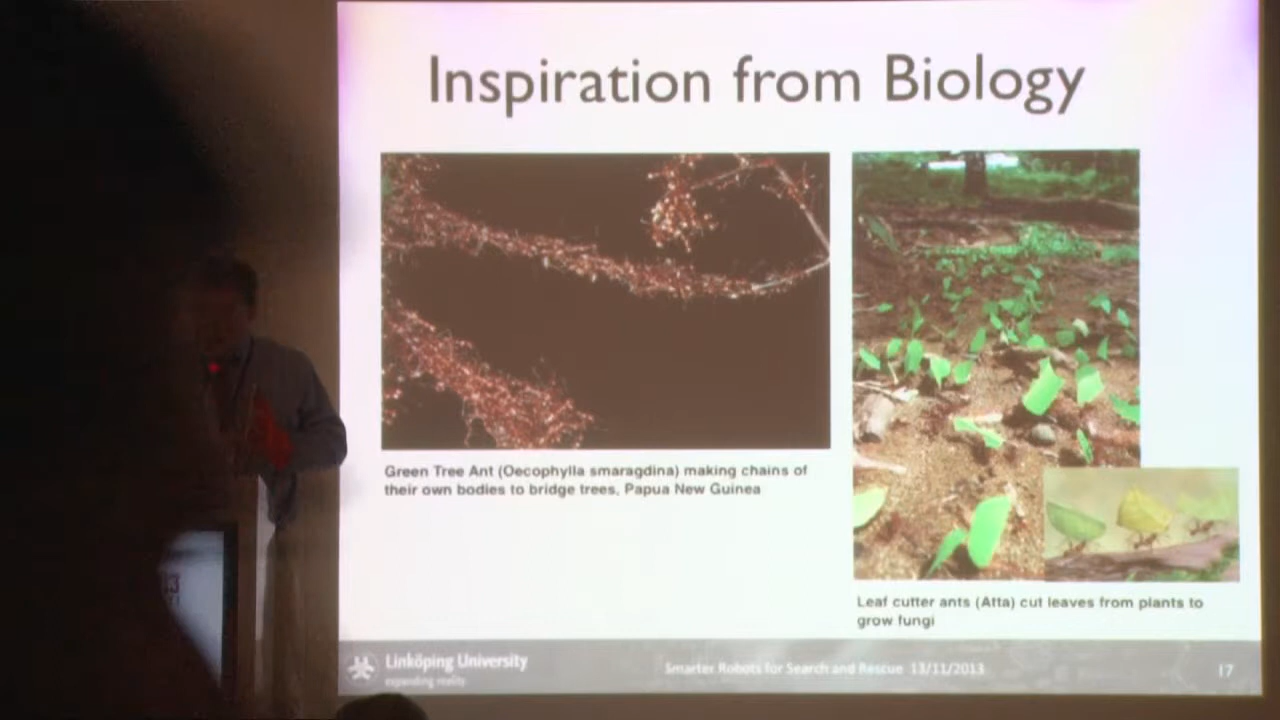 Inspiration from Biology
Green Tree Ant (Oecophylla smaragdina) making chains of
their own bodies to bridge trees, Papua New Guinea
Leaf cutter ants (Atta) cut leaves from plants to
grow fungi
Linköping University
expanding reality
Smarter Robots for Search and Rescue 13/11/2013
17